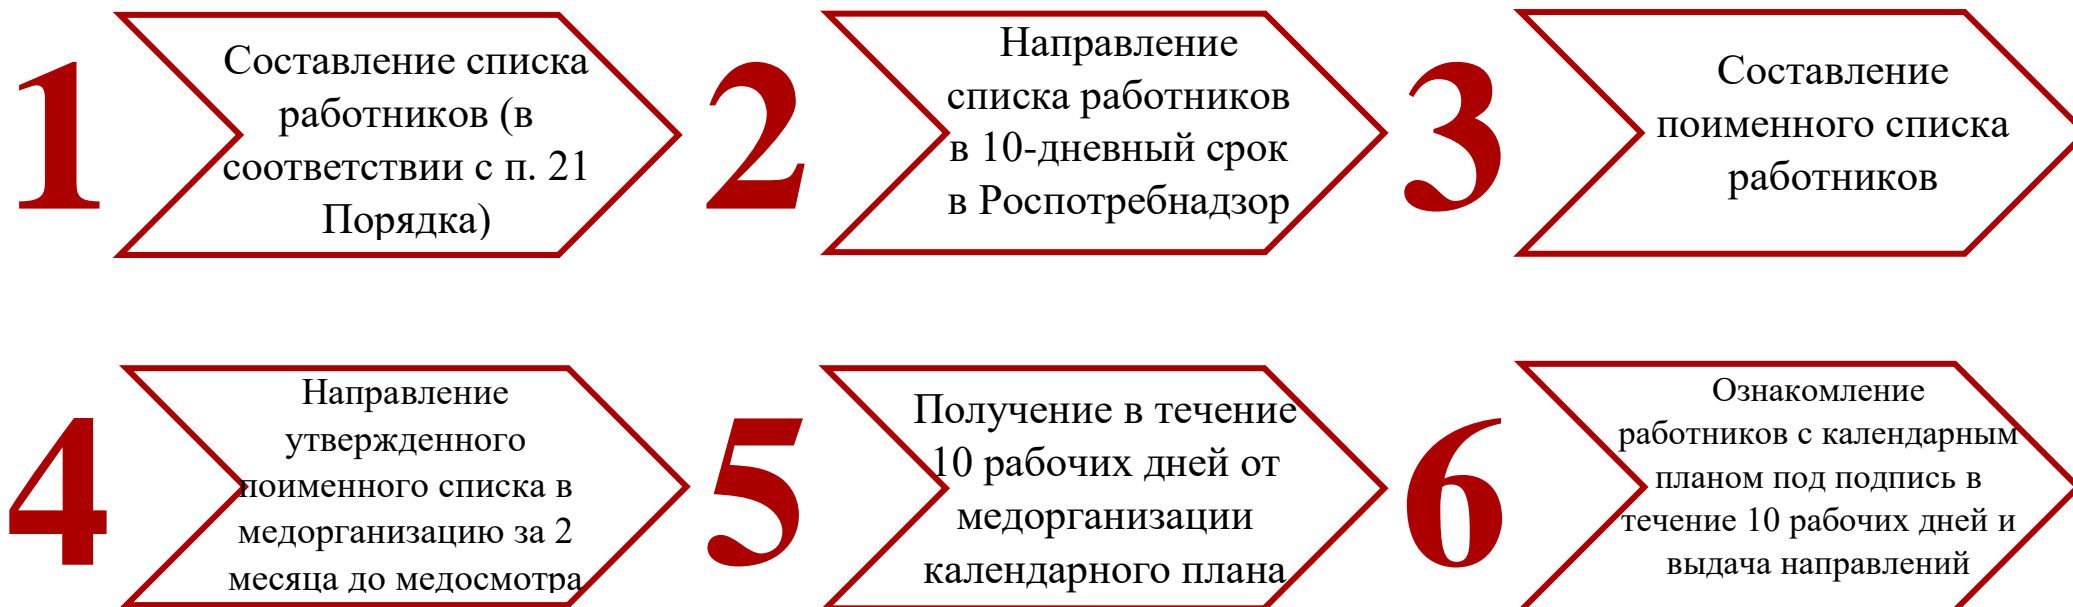 1
Составление списка
работников (в
соответствии с п. 21
Порядка)
2
Направление
списка работников
в 10-дневный срок
в Роспотребнадзор
3
Составление
поименного списка
работников
4
Направление
утвержденного
поименного списка в
медорганизацию за 2
месяца до медосмотра
5
Получение в течение
10 рабочих дней от
медорганизации
календарного плана
6
Ознакомление
работников с календарным
планом под подпись в
течение 10 рабочих дней и
выдача направлений